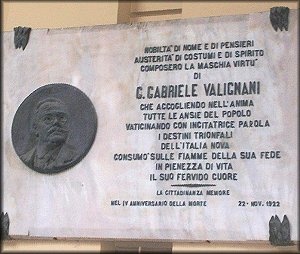 NOBILTÀ DI NOME E DI PENSIERI
AUSTERITÀ DI COSTUMI E DI SPIRITO
COMPOSERO LA MASCHIA VIRTÙ
DI
G. GABRIELE VALIGNANI
CHE ACCOGLIENDO NELL'ANIMA
TUTTE LE ANSIE DEL POPOLO
VATICINANDO CON INCITATRICE PAROLA
I DESTINI TRIONFALI
DELL'ITALIA NOVA
CONSUMO' SULLE FIAMME DELLA SUA FEDE
IN PIENEZZA DI VITA
IL SUO FERVIDO CUORE
LA CITTADINANZA MEMORE
NEL IV ANNIVERSARIO DELLA MORTE 22-NOV. 1922